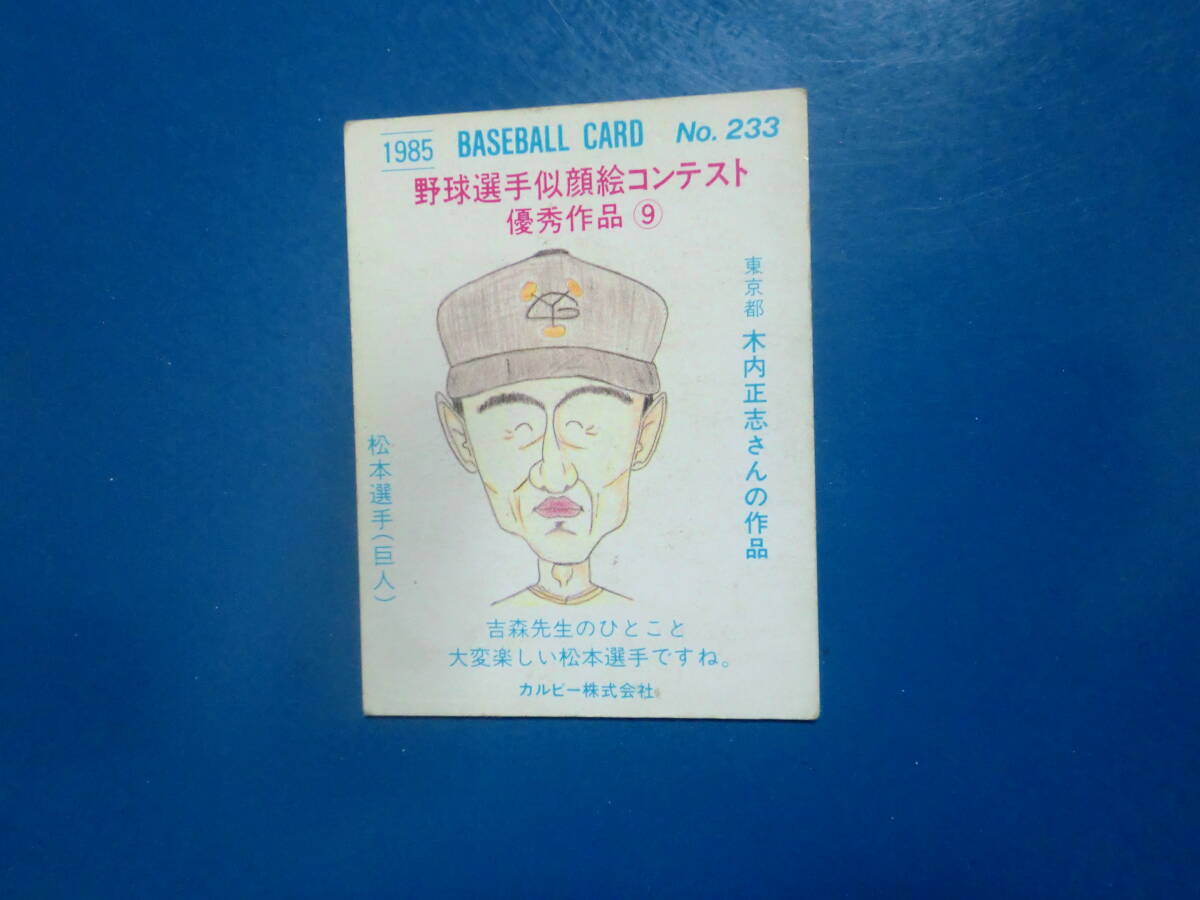 1985 BASEBALL CARD No. 233
野球選手似顔絵コンテスト
優秀作品⑨
東京都 木内正志さんの作品
YG
松本選手(巨人)
吉森先生のひとこと
大変楽しい松本選手ですね。
カルビー株式会社